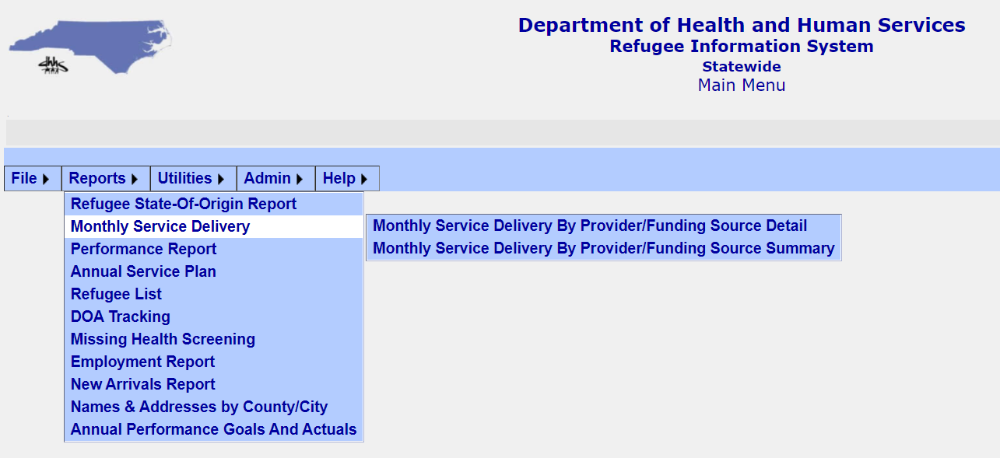 dhhs
Department of Health and Human Services
Refugee Information System
Statewide
Main Menu
File Reports Utilities Admin Help
Refugee State-Of-Origin Report
Monthly Service Delivery
Monthly Service Delivery By Provider/Funding Source Detail
Monthly Service Delivery By Provider/Funding Source Summary
Performance Report
Annual Service Plan
Refugee List
DOA Tracking
Missing Health Screening
Employment Report
New Arrivals Report
Names & Addresses by County/City
Annual Performance Goals And Actuals